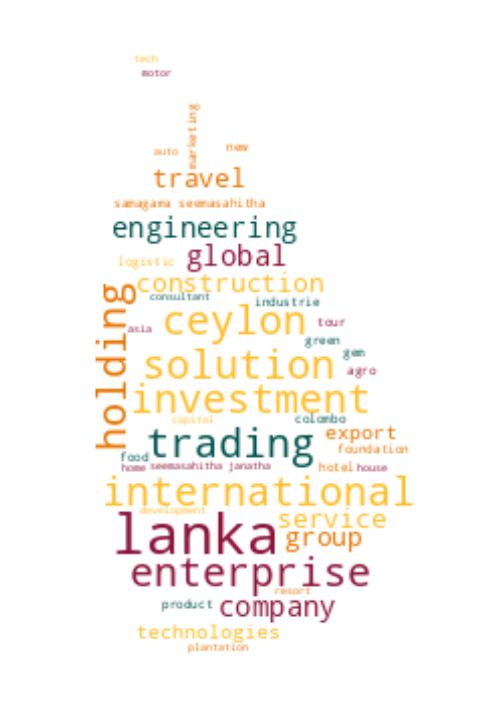 tech
motor
marketing
auto
new
travel
samagama seemasahitha
engineering
global
logistic
construction
holding
consultant
industrie
ceylon
asia
tour
green
solution
gem
agro
investment
capital
colombo
trading
export
foundation
food
home
seemasahitha janatha
hotel
house
international
development
service
lanka
group
enterprise
resort
product
company
technologies
plantation